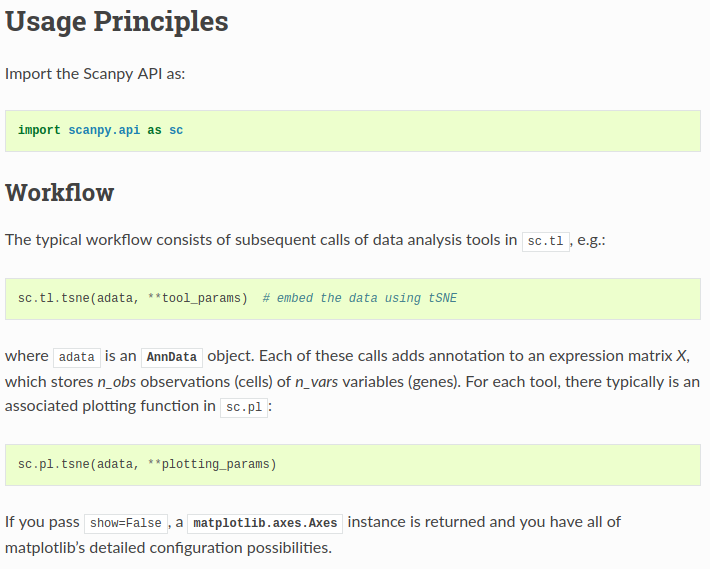 Usage Principles
Import the Scanpy API as:
import scanpy.api as sc
Workflow
The typical workflow consists of subsequent calls of data analysis tools in sc.tl, e.g.:
sc.tl.tsne(adata, **tool_params)  # embed the data using tSNE
where adata is an AnnData object. Each of these calls adds annotation to an expression matrix X,
which stores n_obs observations (cells) of n_vars variables (genes). For each tool, there typically is an
associated plotting function in sc.pl:
sc.pl.tsne(adata, **plotting_params)
If you pass show=False, a matplotlib.axes.Axes instance is returned and you have all of
matplotlib’s detailed configuration possibilities.